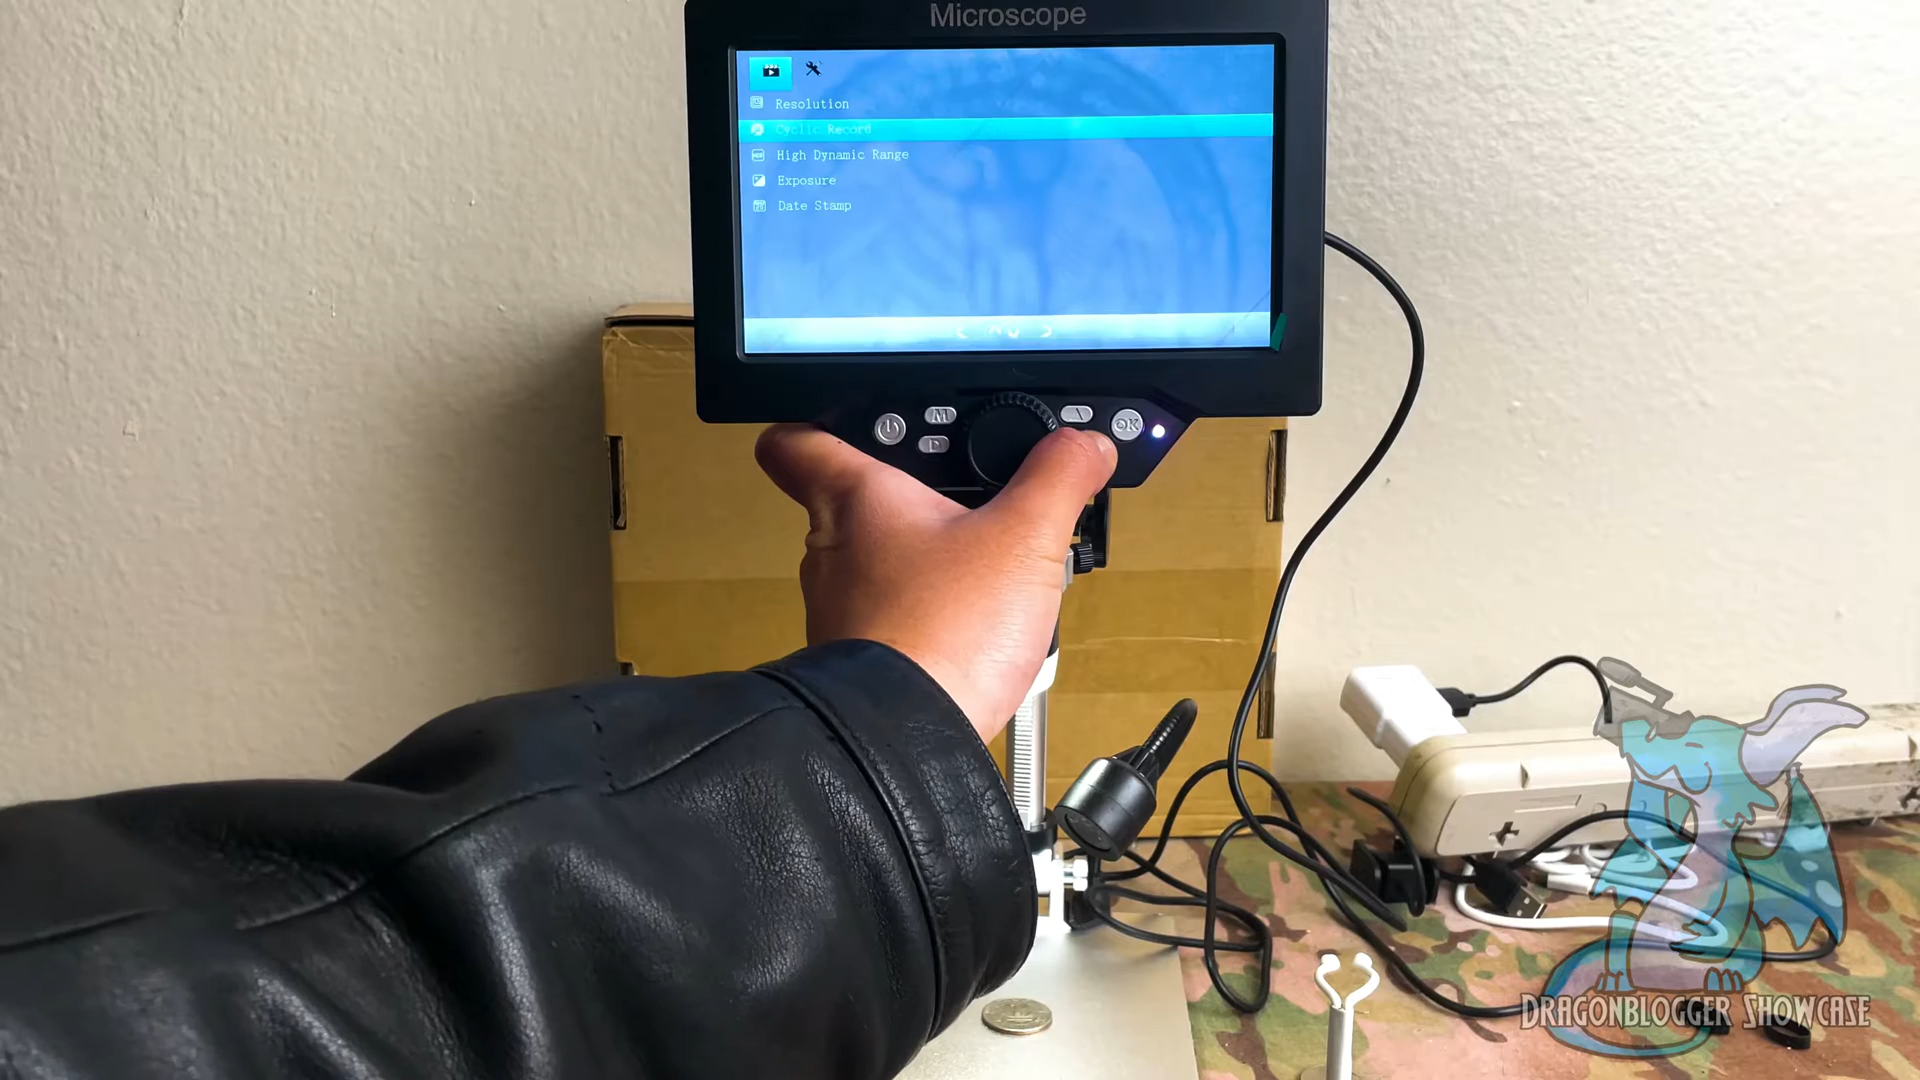 Microscope
Resolution
Cyclic Record
High Dynamic Range
Exposure
Date Stamp
M
A
OK
P
DRAGONBLOGGER SHOWCASE